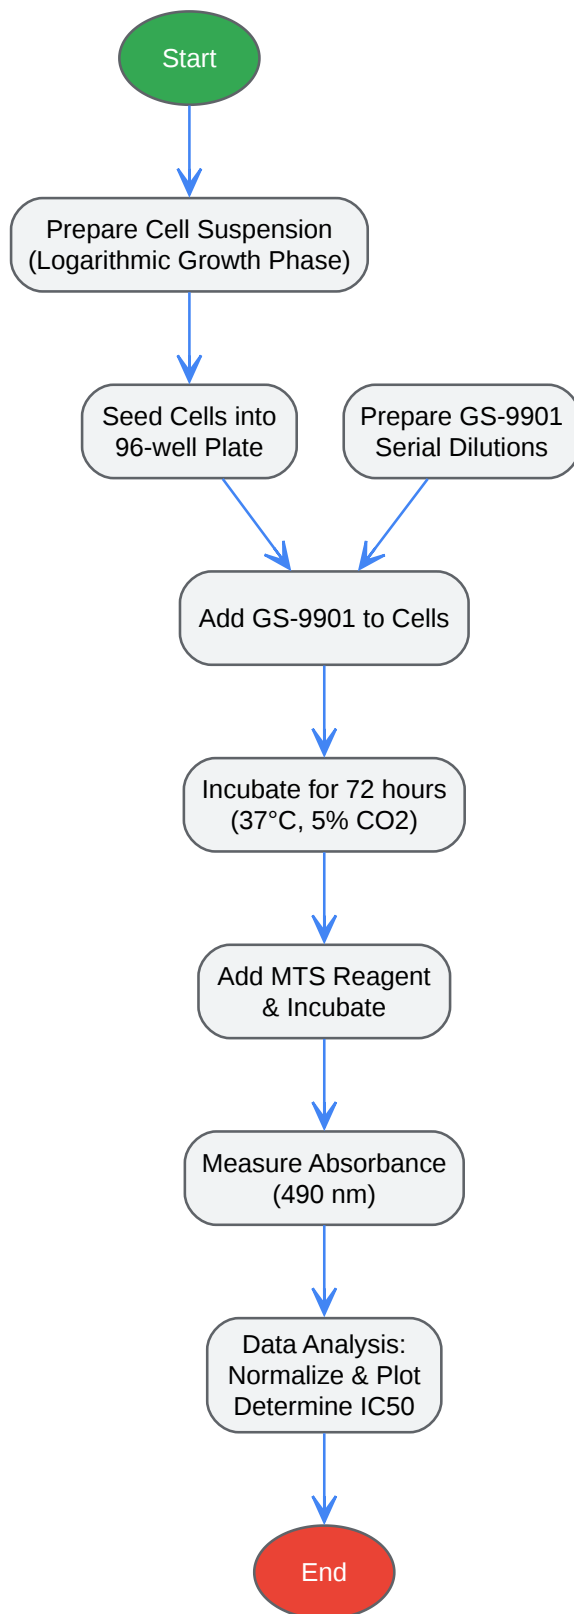 Start
Prepare Cell Suspension
(Logarithmic Growth Phase)
Seed Cells into
96-well Plate
Prepare GS-9901
Serial Dilutions
Add GS-9901 to Cells
Incubate for 72 hours
(37°C, 5% CO2)
Add MTS Reagent
& Incubate
Measure Absorbance
(490 nm)
Data Analysis:
Normalize & Plot
Determine IC50
End